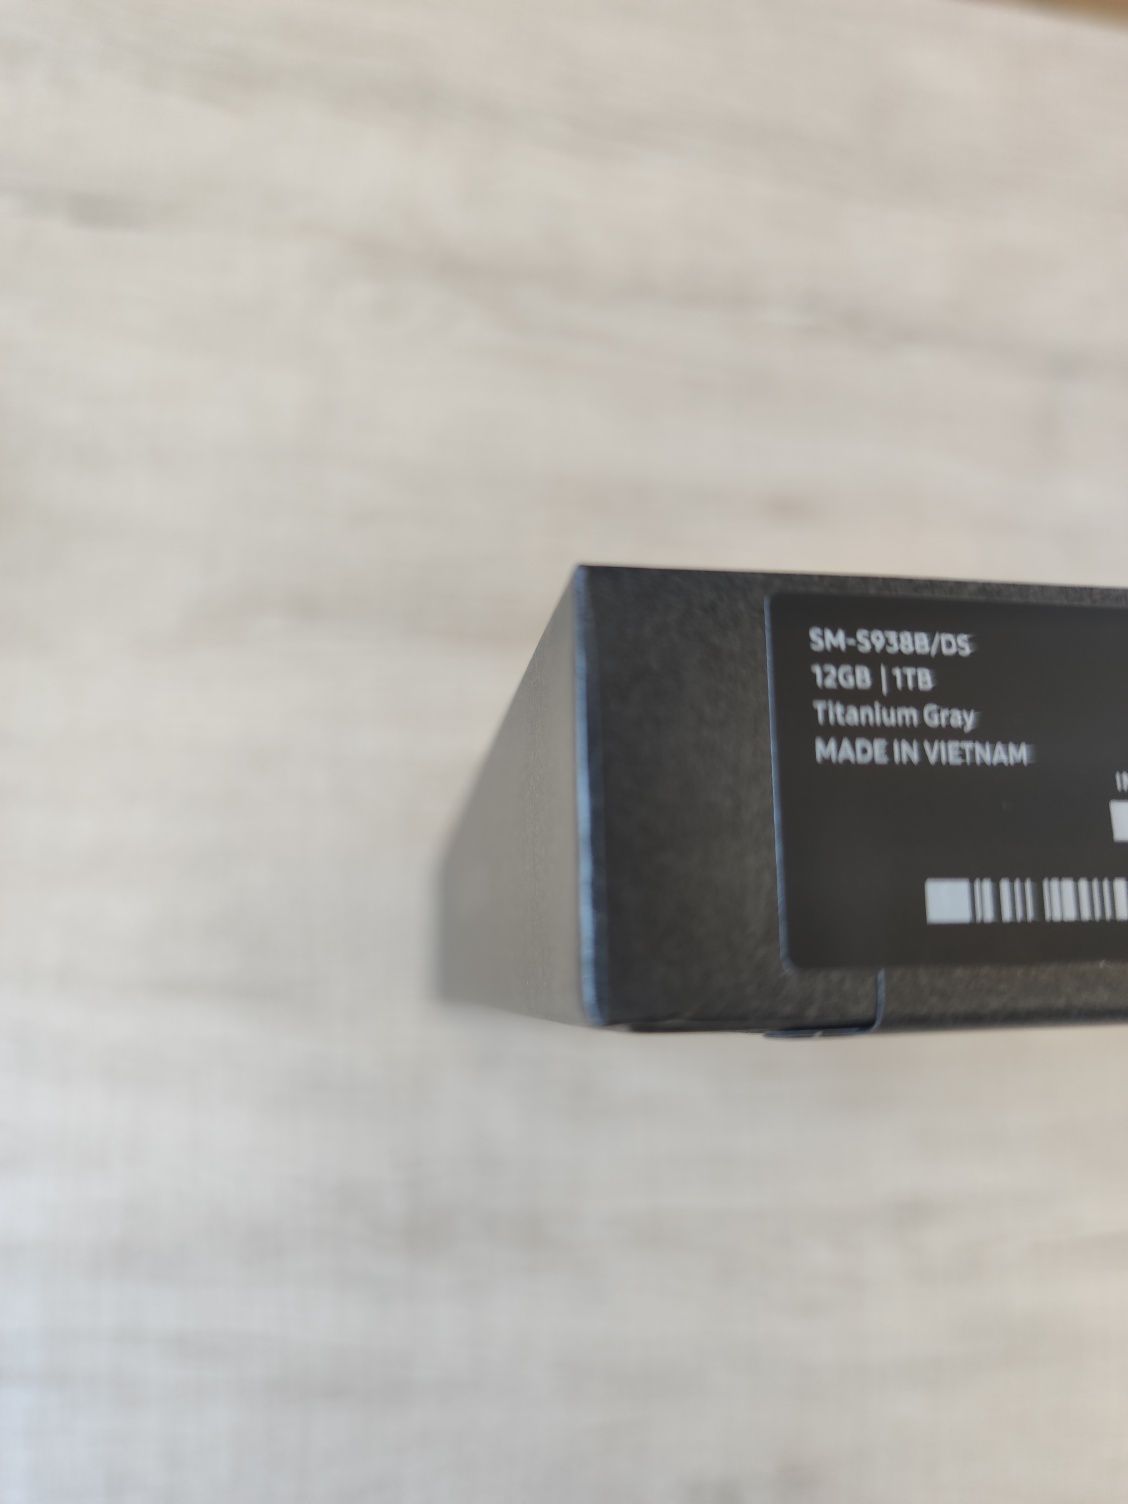 SM-S938B/DS
12GB | 1TB
Titanium Gray
MADE IN VIETNAM